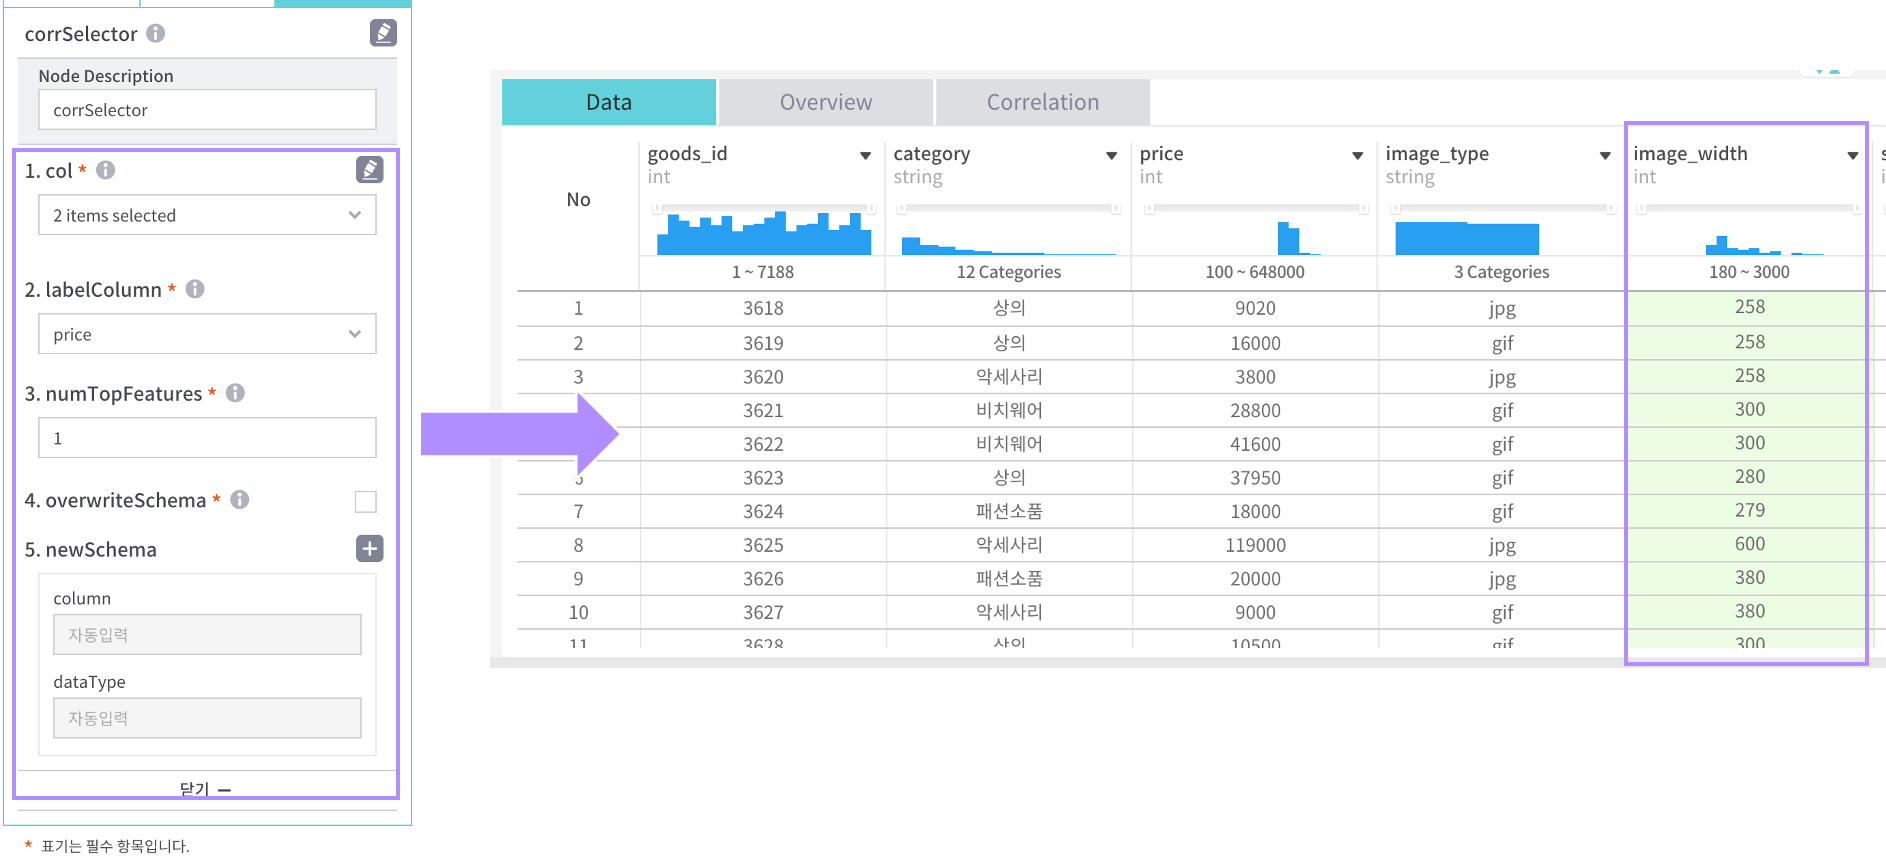 corrSelector
Node Description
corrSelector
1. col *
2 items selected
2. labelColumn *
price
3. numTopFeatures *
1
4. overwriteSchema *
5. newSchema
column
자동입력
dataType
자동입력
닫기
* 표기는 필수 항목입니다.
Data Overview Correlation
No
goods_id category price image_type image_width
int string int string int
1 ~ 7188 12 Categories 100 ~ 648000 3 Categories 180 ~ 3000
1 3618 상의 9020 jpg 258
2 3619 상의 16000 gif 258
3 3620 악세사리 3800 jpg 258
3621 비치웨어 28800 gif 300
3622 비치웨어 41600 gif 300
3623 상의 37950 gif 280
7 3624 패션소품 18000 gif 279
8 3625 악세사리 119000 jpg 600
9 3626 패션소품 20000 jpg 380
10 3627 악세사리 9000 gif 380
11 3628 상의 10500 gif 300